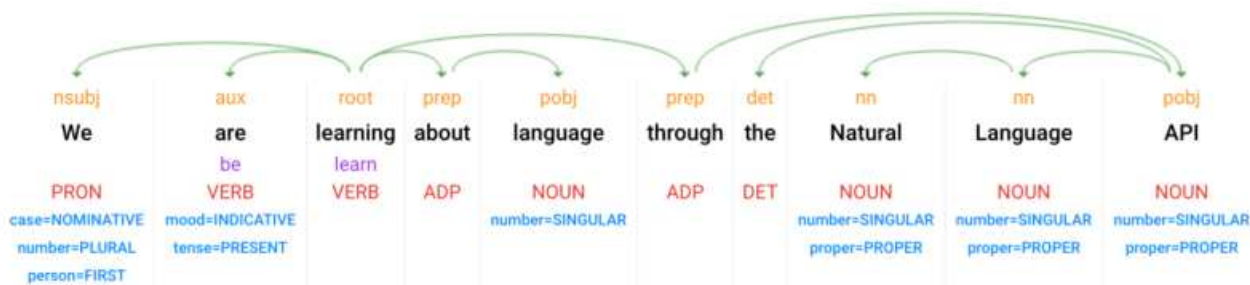 nsubj aux root prep pobj prep det nn nn pobj
We are learning about language through the Natural Language API
be learn
PRON VERB VERB ADP NOUN ADP DET NOUN NOUN NOUN
case=NOMINATIVE mood=INDICATIVE number=SINGULAR number=SINGULAR number=SINGULAR number=SINGULAR
number=PLURAL tense=PRESENT proper=PROPER proper=PROPER proper=PROPER
person=FIRST